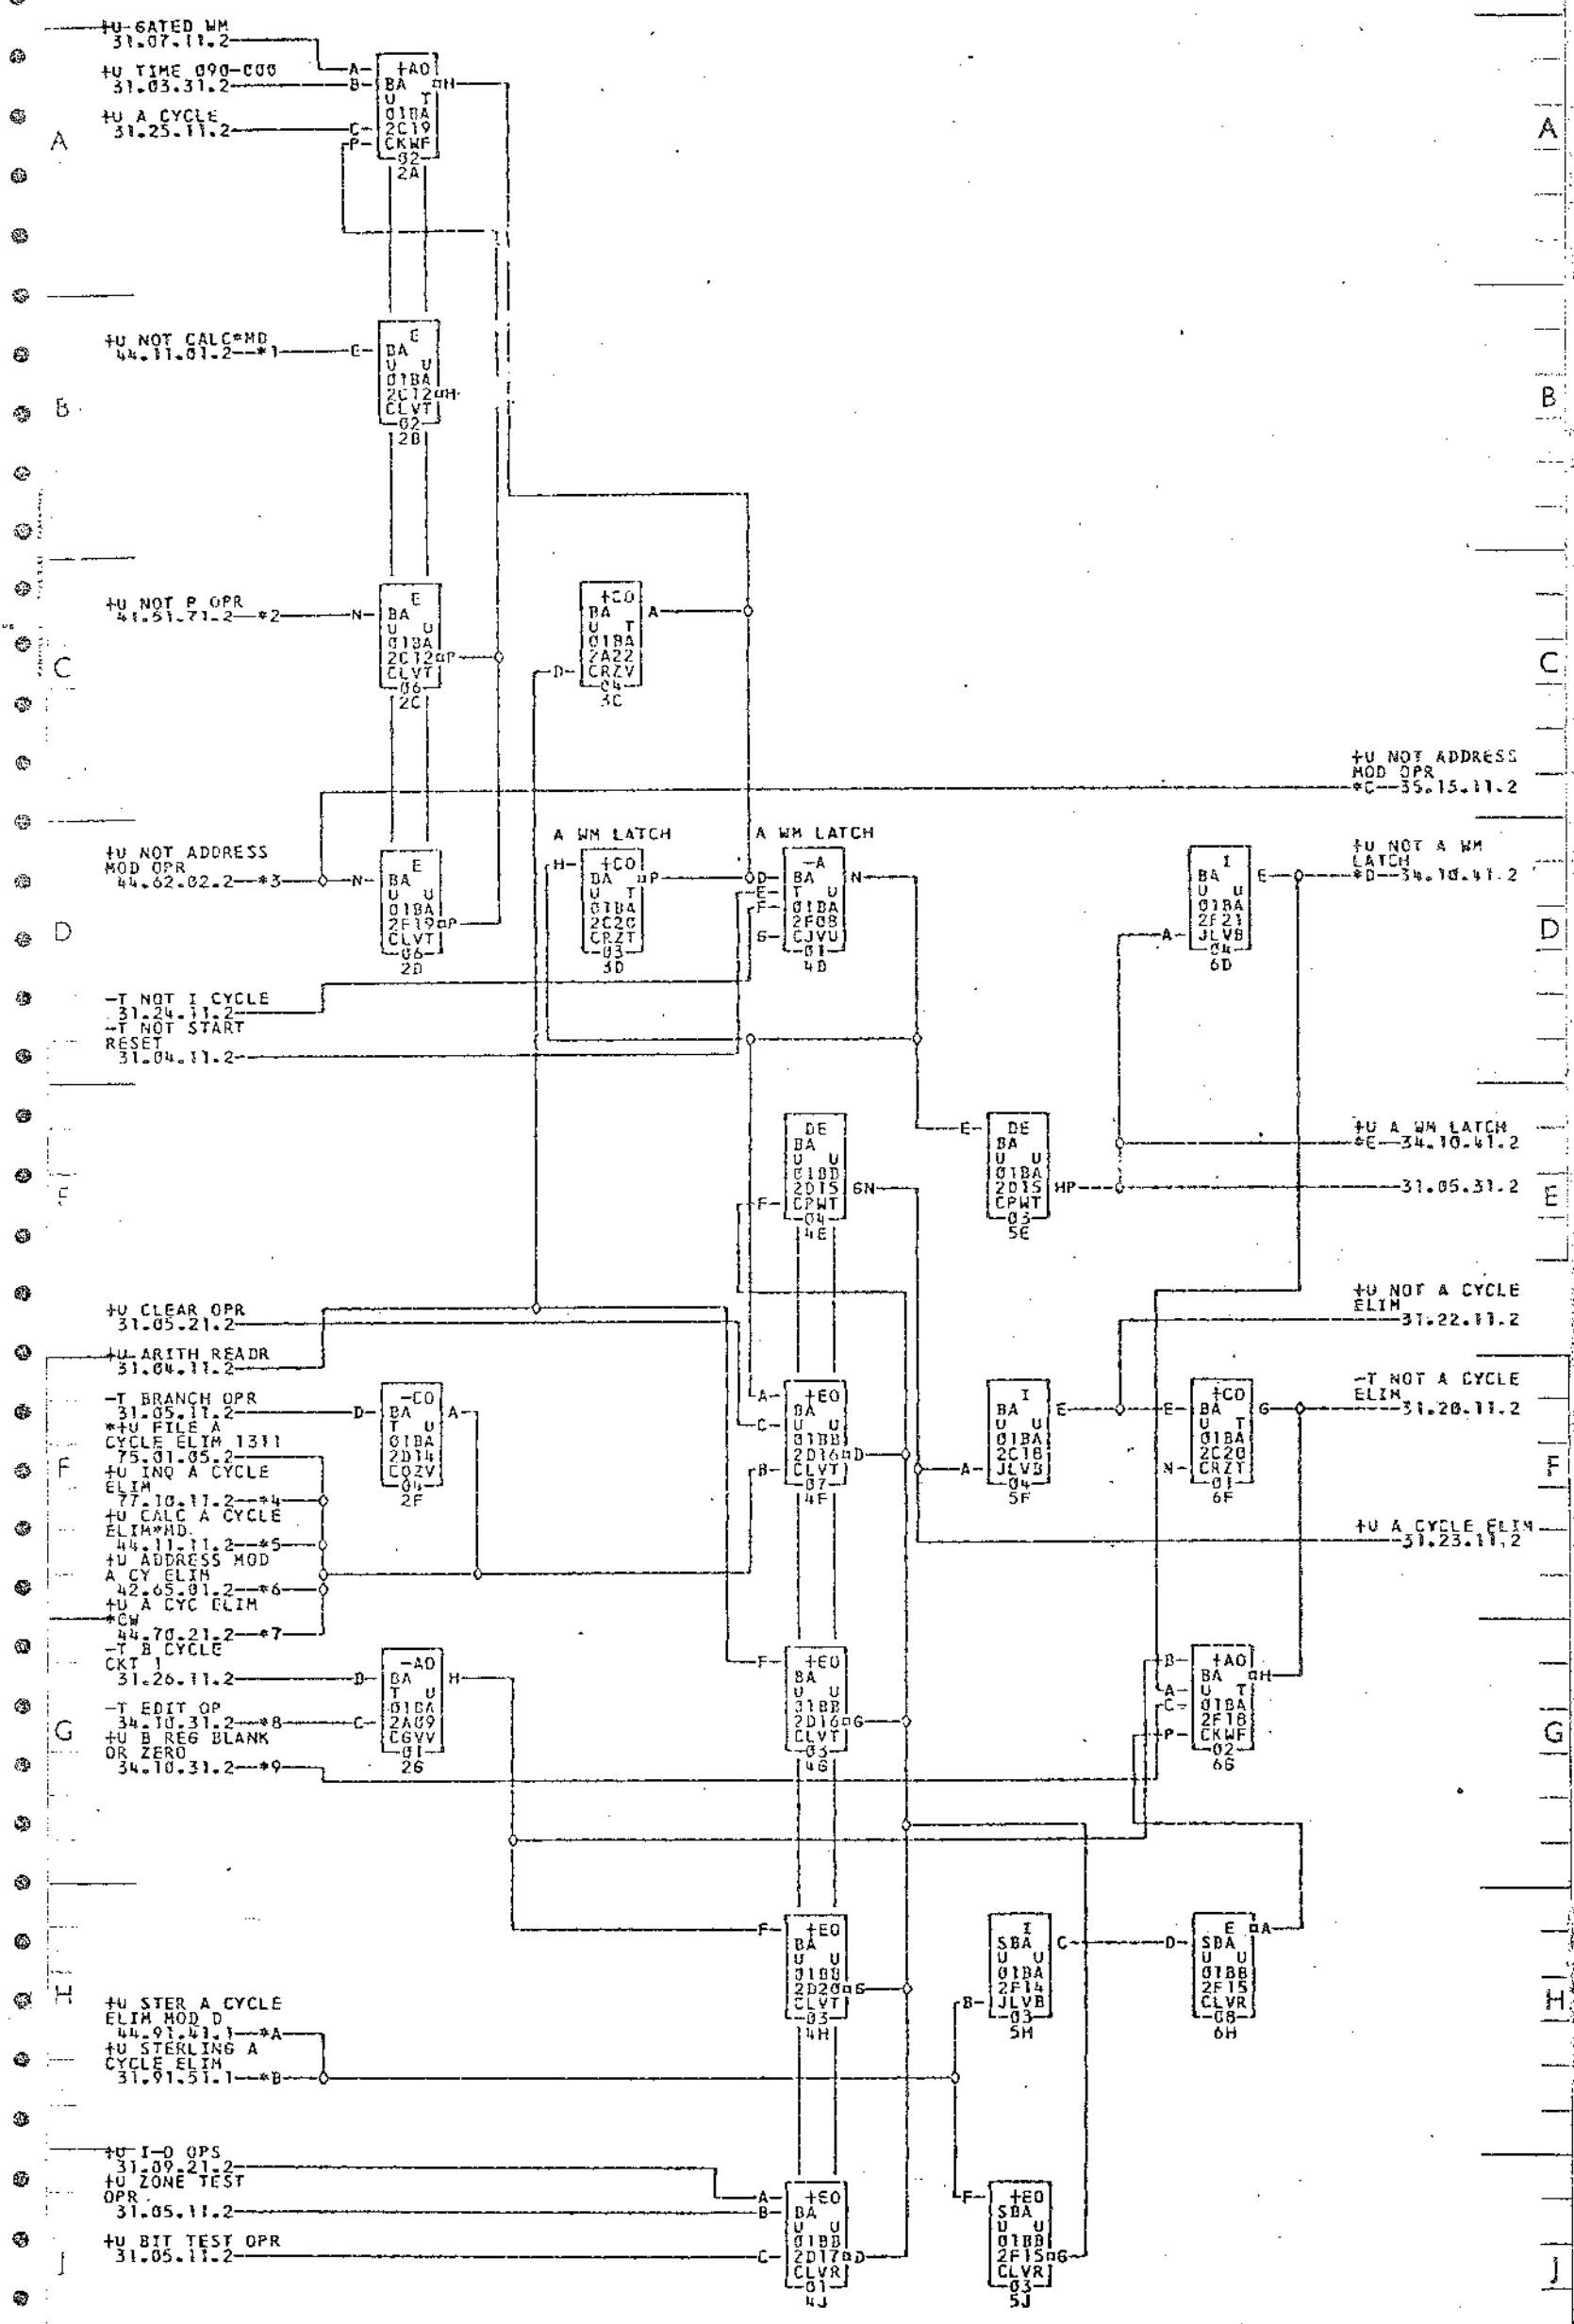 +U GATED WM
31.07.11.2
+U TIME 090-C00
31.03.31.2
+U A CYCLE
31.25.11.2
A
A
A
B
C
P
+AO
BA H
U T
01BA
2C19
CKWF
02
2A
+U NOT CALC*MD
44.11.01.2--*1
B
B
E
E
BA
U U
01BA
2C12 H
CLVT
02
2B
+U NOT P OPR
41.51.71.2--*2
C
C
N
E
BA
U U
01BA
2C12 P
CLVT
06
2C
+CO
BA A
U T
01BA
2A22
D CRZV
04
3C
+U NOT ADDRESS
MOD OPR
*C--35.15.11.2
+U NOT ADDRESS
MOD OPR
44.62.02.2--*3
D
D
N
E
BA
U U
01BA
2F19 P
CLVT
06
2D
A WM LATCH
H +CO
BA P
U T
01BA
2C20
CRZT
03
3D
A WM LATCH
-A
D BA N
E T U
F 01BA
2F08
G CJVU
01
4D
I
BA E
U U
01BA
2F21
A JLVB
04
6D
+U NOT A WM
LATCH
*D--34.10.41.2
-T NOT I CYCLE
31.24.11.2
-T NOT START
RESET
31.04.11.2
E
E
DE
BA
U U
01BB
2D15 GN
F CPWT
04
4E
E DE
BA
U U
01BA
2D15 HP
CPWT
03
5E
+U A WM LATCH
*E--34.10.41.2
31.05.31.2
+U CLEAR OPR
31.05.21.2
+U ARITH READR
31.04.11.2
+U NOT A CYCLE
ELIM
31.22.11.2
-T BRANCH OPR
31.05.11.2
*+U FILE A
CYCLE ELIM 1311
75.01.05.2
+U INQ A CYCLE
ELIM
77.10.11.2--*4
+U CALC A CYCLE
ELIM*MD
44.11.11.2--*5
+U ADDRESS MOD
A CY ELIM
42.65.01.2--*6
+U A CYC ELIM
*CW
44.70.21.2--*7
F
F
-CO
D BA A
T U
01BA
2D14
CQZV
04
2F
A +EO
BA
C U U
01BB
2D16 D
B CLVT
07
4F
I
BA E
U U
01BA
2C18
A JLVB
04
5F
+CO
E BA G
U T
01BA
2C20
N CRZT
01
6F
-T NOT A CYCLE
ELIM
31.20.11.2
+U A CYCLE ELIM
31.23.11.2
-T B CYCLE
CKT 1
31.26.11.2
-T EDIT OP
34.10.31.2--*8
+U B REG BLANK
OR ZERO
34.10.31.2--*9
G
G
-AO
D BA H
T U
01BA
C 2A09
CGVV
01
2G
F +EO
BA
U U
01BB
2D16 G
CLVT
03
4G
B +AO
BA H
A U T
C 01BA
2F18
P CKWF
02
6G
H
H
F +EO
BA
U U
01BB
2D20 G
CLVT
03
4H
I
SBA C
U U
01BA
2F14
B JLVB
03
5H
E A
D SBA
U U
01BB
2F15
CLVR
08
6H
+U STER A CYCLE
ELIM MOD D
44.91.41.1--*A
+U STERLING A
CYCLE ELIM
31.91.51.1--*B
+U I-O OPS
31.09.21.2
+U ZONE TEST
OPR
31.05.11.2
+U BIT TEST OPR
31.05.11.2
J
J
A +EO
B BA
U U
01BB
C 2D17 D
CLVR
01
4J
F +EO
SBA
U U
01BB
2F15 G
CLVR
03
5J